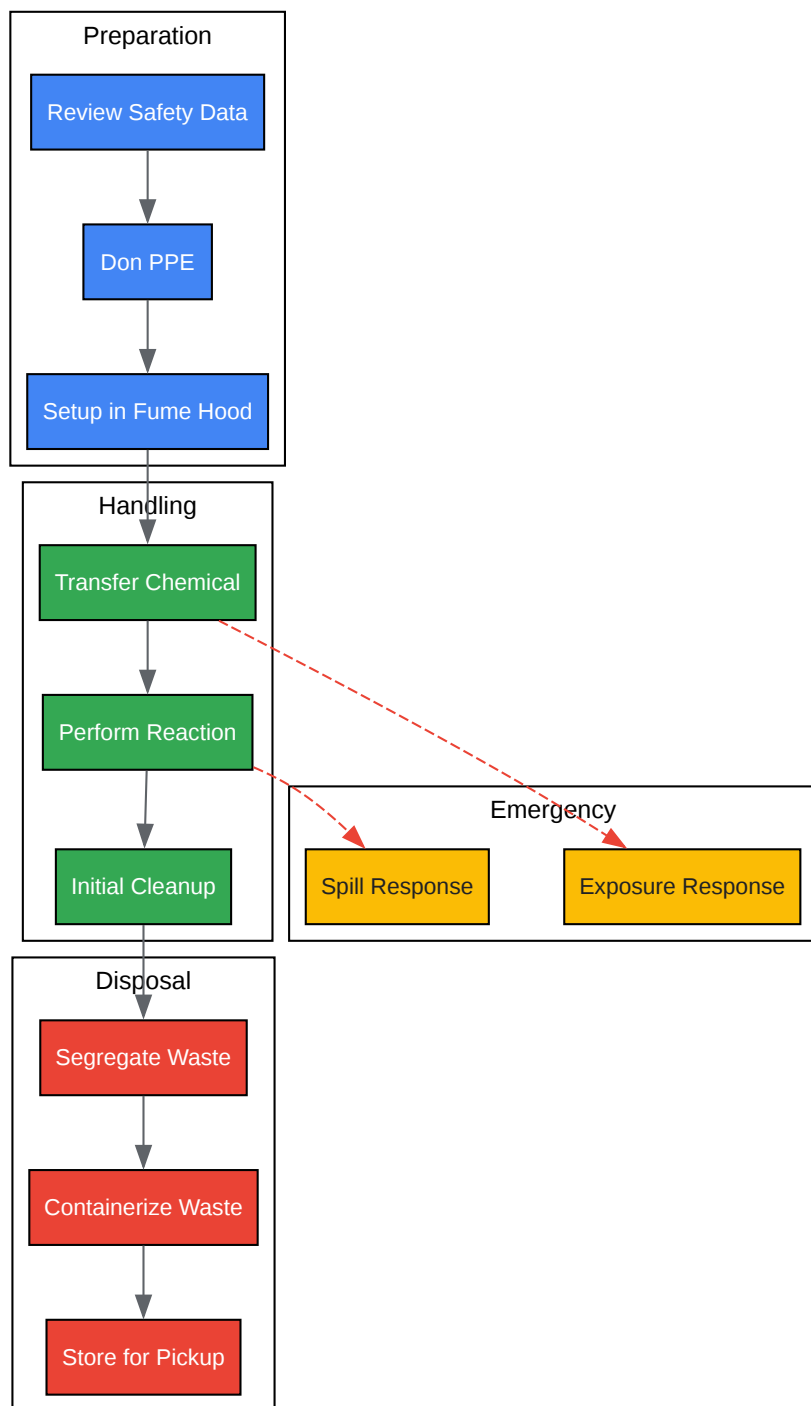 Preparation
Review Safety Data
Don PPE
Setup in Fume Hood
Handling
Transfer Chemical
Perform Reaction
Initial Cleanup
Emergency
Spill Response
Exposure Response
Disposal
Segregate Waste
Containerize Waste
Store for Pickup